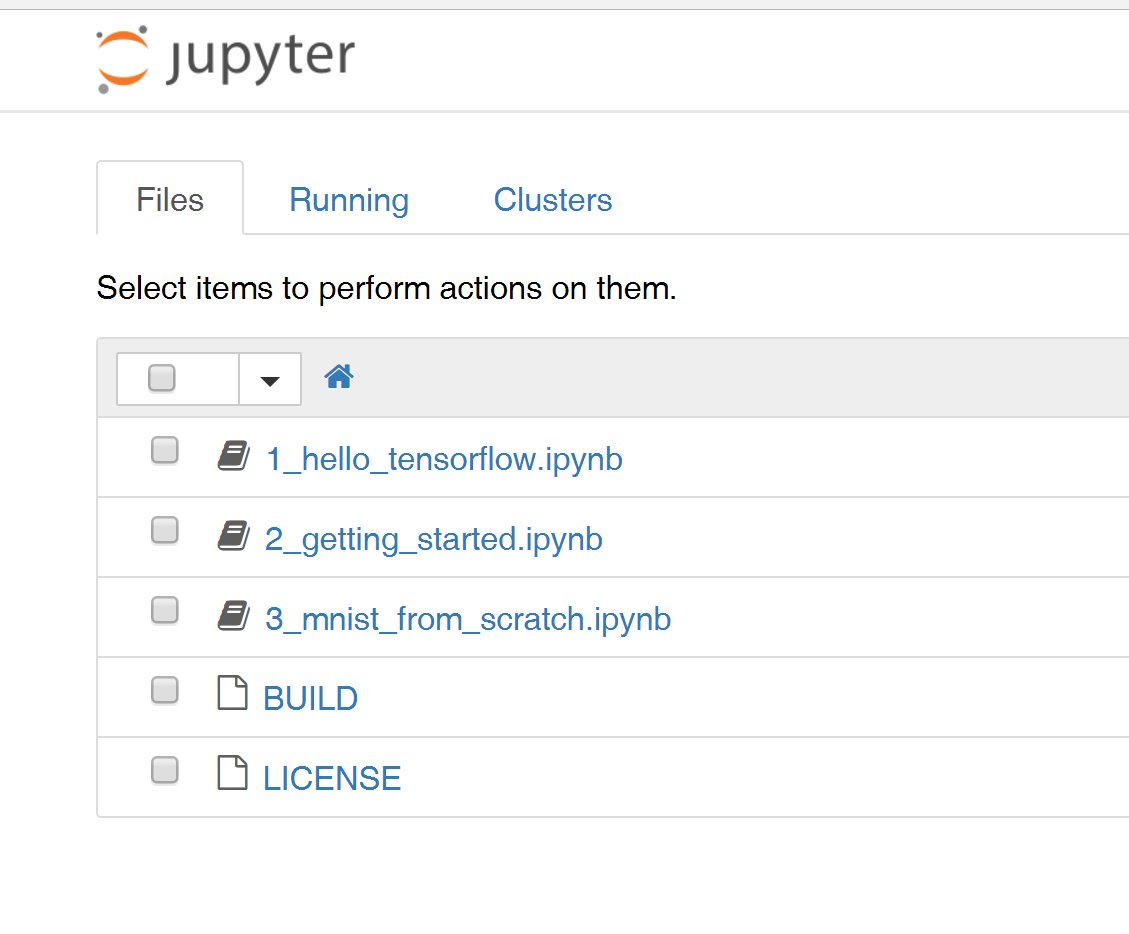 jupyter
Files Running Clusters
Select items to perform actions on them.
1_hello_tensorflow.ipynb
2_getting_started.ipynb
3_mnist_from_scratch.ipynb
BUILD
LICENSE